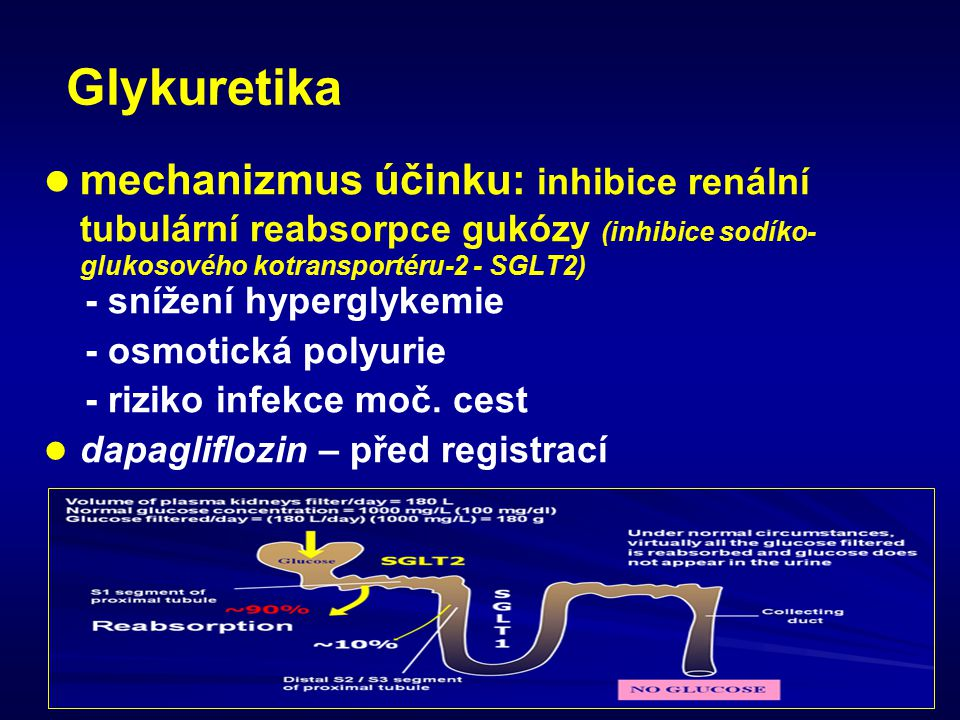 Glykuretika
mechanizmus účinku: inhibice renální
tubulární reabsorpce gukózy (inhibice sodíko-
glukosového kotransportéru-2 - SGLT2)
- snížení hyperglykemie
- osmotická polyurie
- riziko infekce moč. cest
dapagliflozin – před registrací
Volume of plasma kidneys filter/day = 180 L
Normal glucose concentration = 1000 mg/L (100 mg/dl)
Glucose filtered/day = (180 L/day) (1000 mg/L) = 180 g
Under normal circumstances,
virtually all the glucose filtered
is reabsorbed and glucose does
not appear in the urine
Glucose
SGLT2
S1 segment of
proximal tubule
~90%
Reabsorption
~10%
SGLT1
Collecting
duct
Distal S2 / S3 segment
of proximal tubule
NO GLUCOSE